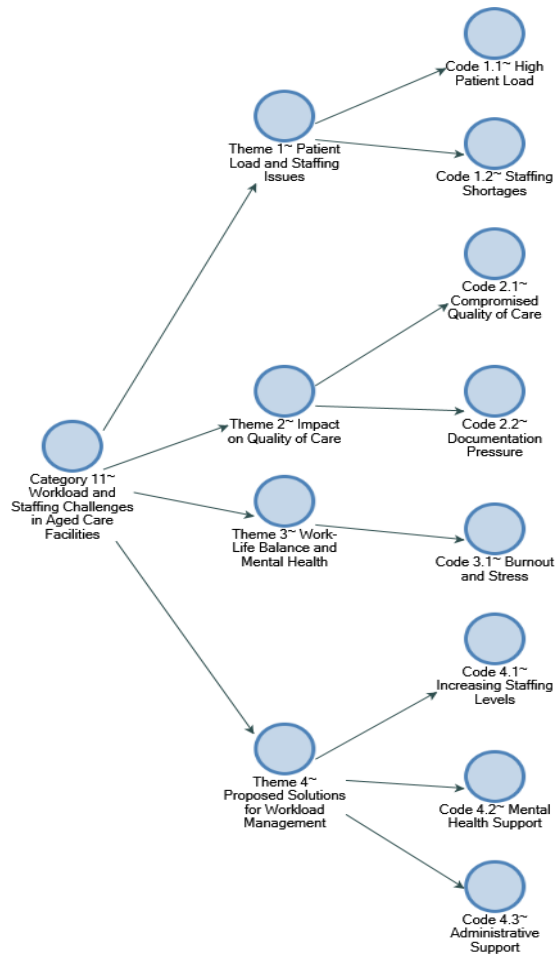 Code 1.1~ High
Patient Load
Theme 1~ Patient
Load and Staffing
Issues
Code 1.2~ Staffing
Shortages
Code 2.1~
Compromised
Quality of Care
Theme 2~ Impact
on Quality of Care
Code 2.2~
Documentation
Pressure
Category 11~
Workload and
Staffing Challenges
in Aged Care
Facilities
Theme 3~ Work-
Life Balance and
Mental Health
Code 3.1~ Burnout
and Stress
Code 4.1~
Increasing Staffing
Levels
Theme 4~
Proposed Solutions
for Workload
Management
Code 4.2~ Mental
Health Support
Code 4.3~
Administrative
Support